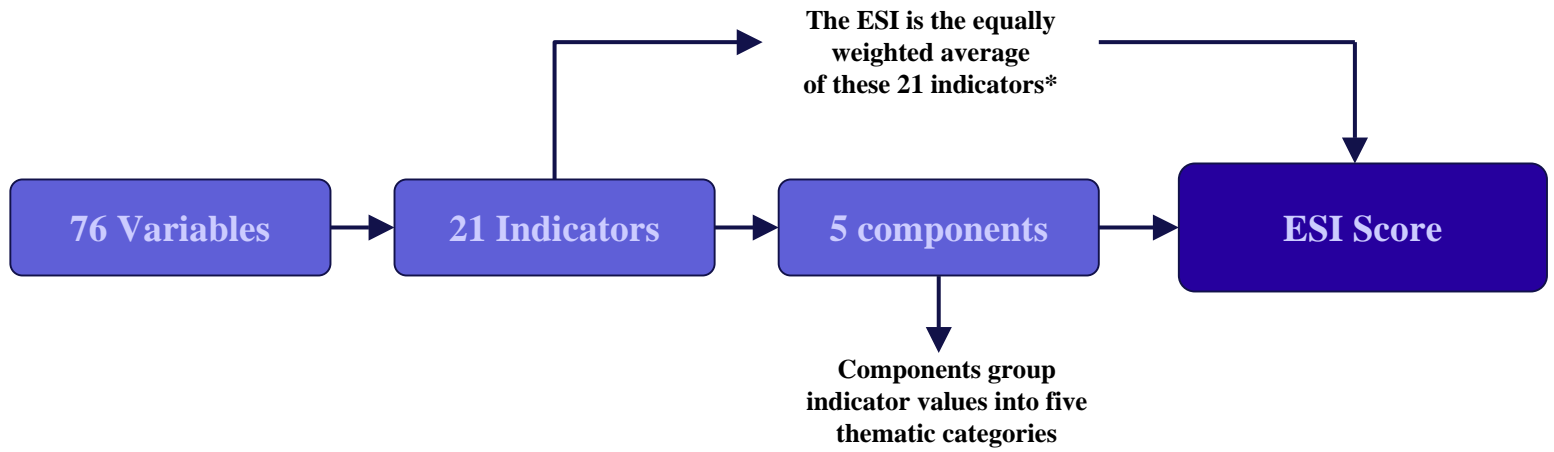 The ESI is the equally
weighted average
of these 21 indicators*
76 Variables
21 Indicators
5 components
ESI Score
Components group
indicator values into five
thematic categories